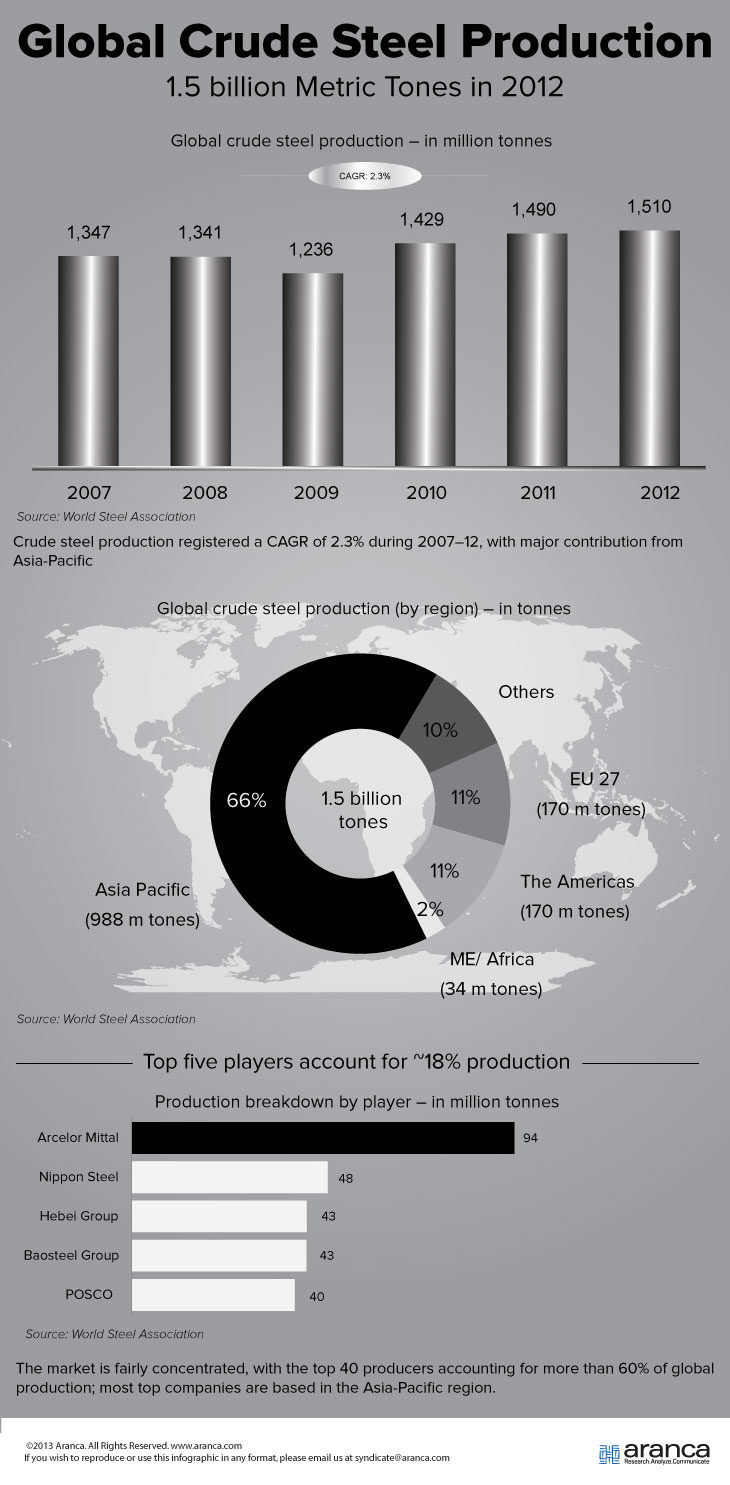 Global Crude Steel Production
1.5 billion Metric Tones in 2012
Global crude steel production – in million tonnes
CAGR: 2.3%
1,347
1,341
1,236
1,429
1,490
1,510
2007
2008
2009
2010
2011
2012
Source: World Steel Association
Crude steel production registered a CAGR of 2.3% during 2007–12, with major contribution from
Asia-Pacific
Global crude steel production (by region) – in tonnes
Others
10%
EU 27
(170 m tones)
11%
66%
1.5 billion
tones
11%
The Americas
(170 m tones)
Asia Pacific
(988 m tones)
2%
ME/ Africa
(34 m tones)
Source: World Steel Association
Top five players account for ~18% production
Production breakdown by player – in million tonnes
Arcelor Mittal
94
Nippon Steel
48
Hebei Group
43
Baosteel Group
43
POSCO
40
Source: World Steel Association
The market is fairly concentrated, with the top 40 producers accounting for more than 60% of global
production; most top companies are based in the Asia-Pacific region.
©2013 Aranca. All Rights Reserved. www.aranca.com
If you wish to reproduce or use this infographic in any format, please email us at syndicate@aranca.com
aranca
Research.Analyze.Communicate